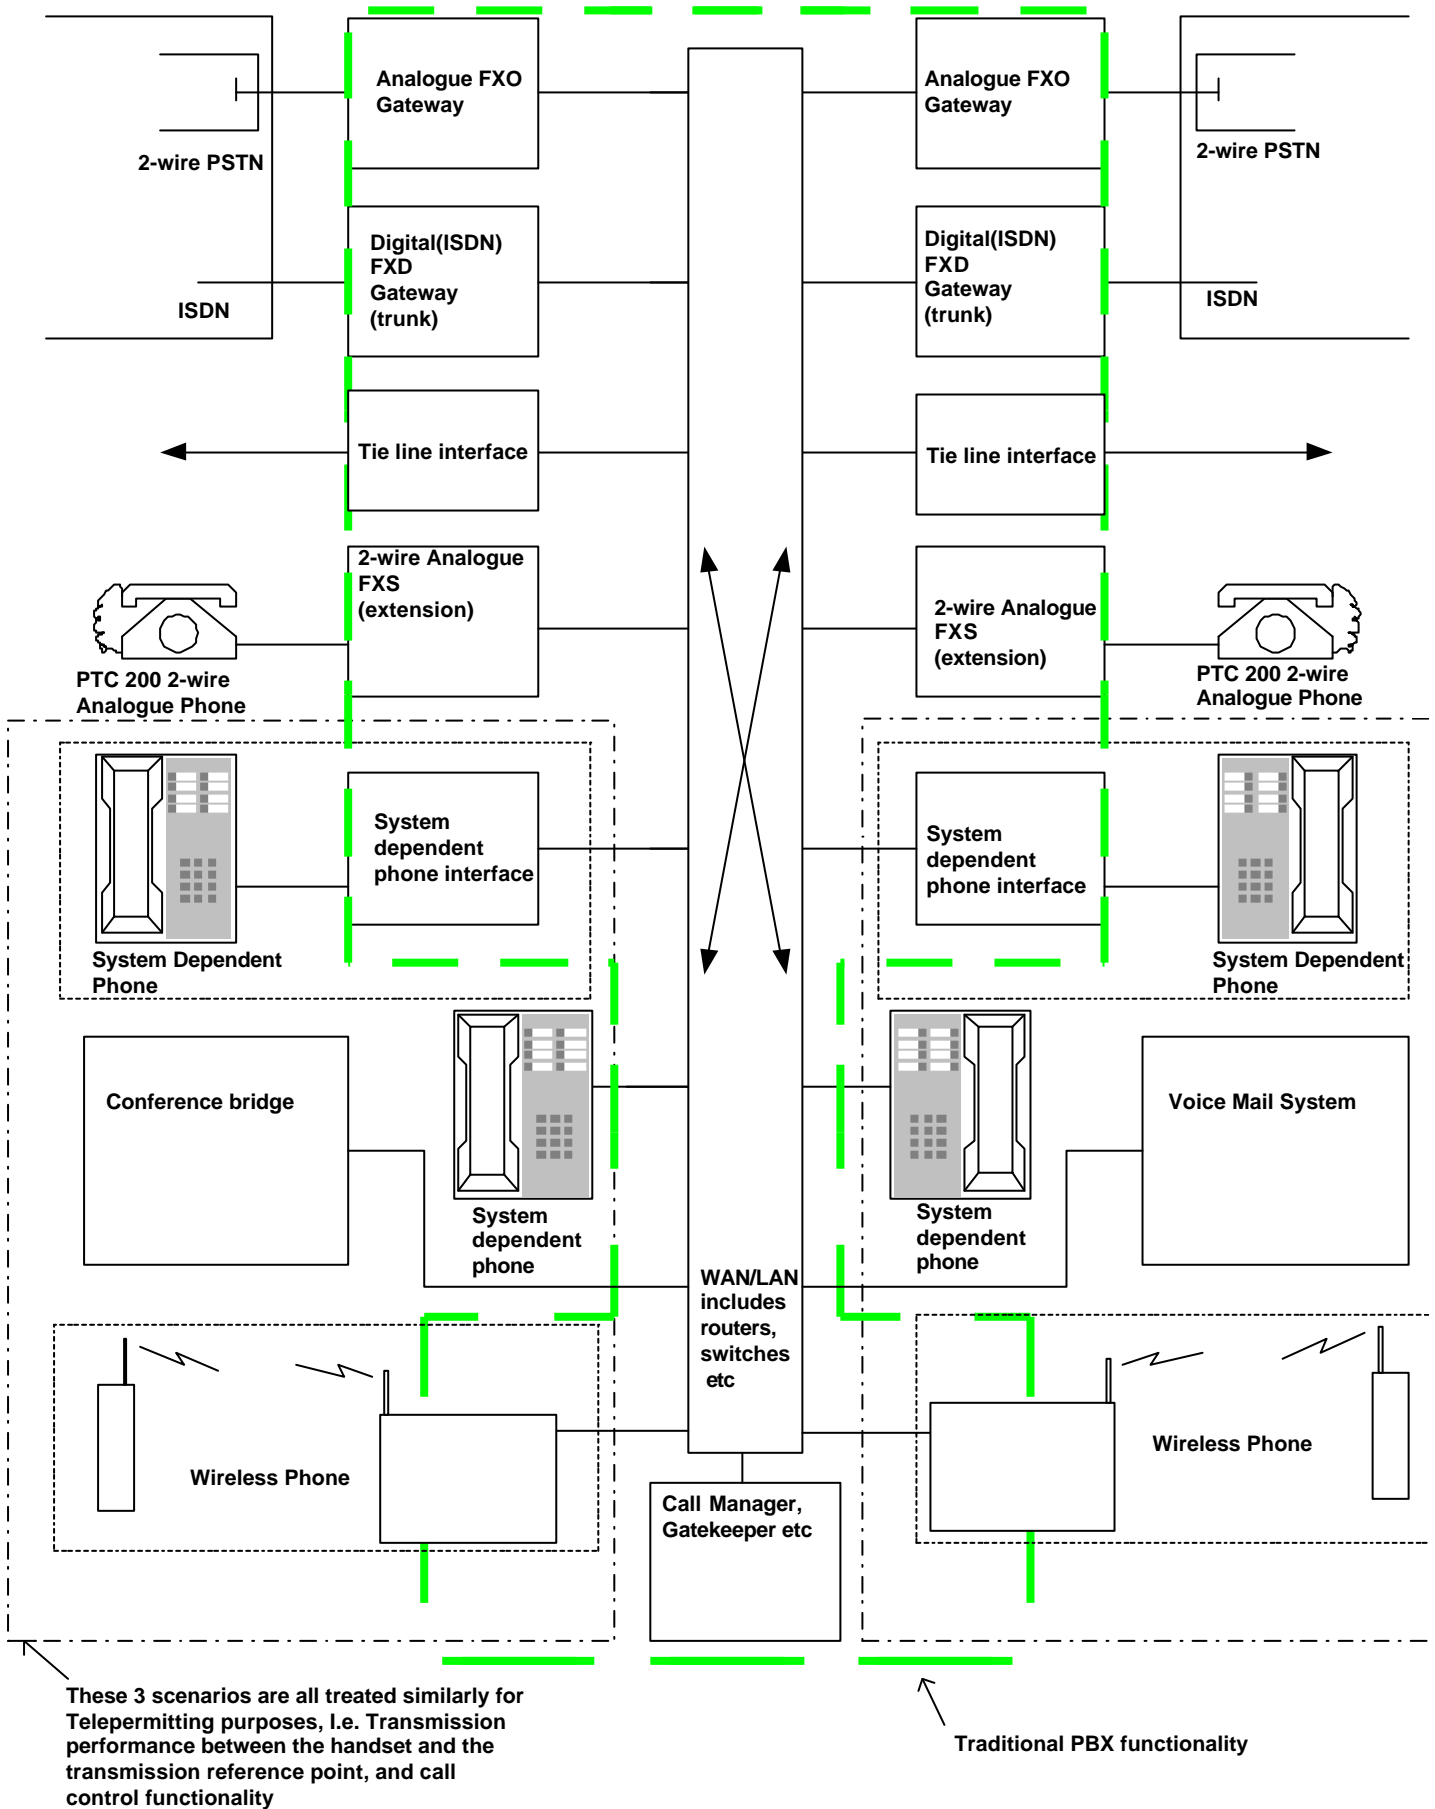 Analogue FXO
Gateway
Analogue FXO
Gateway
2-wire PSTN
2-wire PSTN
Digital(ISDN)
FXD
Gateway
(trunk)
Digital(ISDN)
FXD
Gateway
(trunk)
ISDN
ISDN
Tie line interface
Tie line interface
2-wire Analogue
FXS
(extension)
2-wire Analogue
FXS
(extension)
PTC 200 2-wire
Analogue Phone
PTC 200 2-wire
Analogue Phone
System
dependent
phone interface
System
dependent
phone interface
System Dependent
Phone
System Dependent
Phone
Conference bridge
Voice Mail System
System
dependent
phone
System
dependent
phone
WAN/LAN
includes
routers,
switches
etc
Wireless Phone
Wireless Phone
Call Manager,
Gatekeeper etc
These 3 scenarios are all treated similarly for
Telepermitting purposes, I.e. Transmission
performance between the handset and the
transmission reference point, and call
control functionality
Traditional PBX functionality